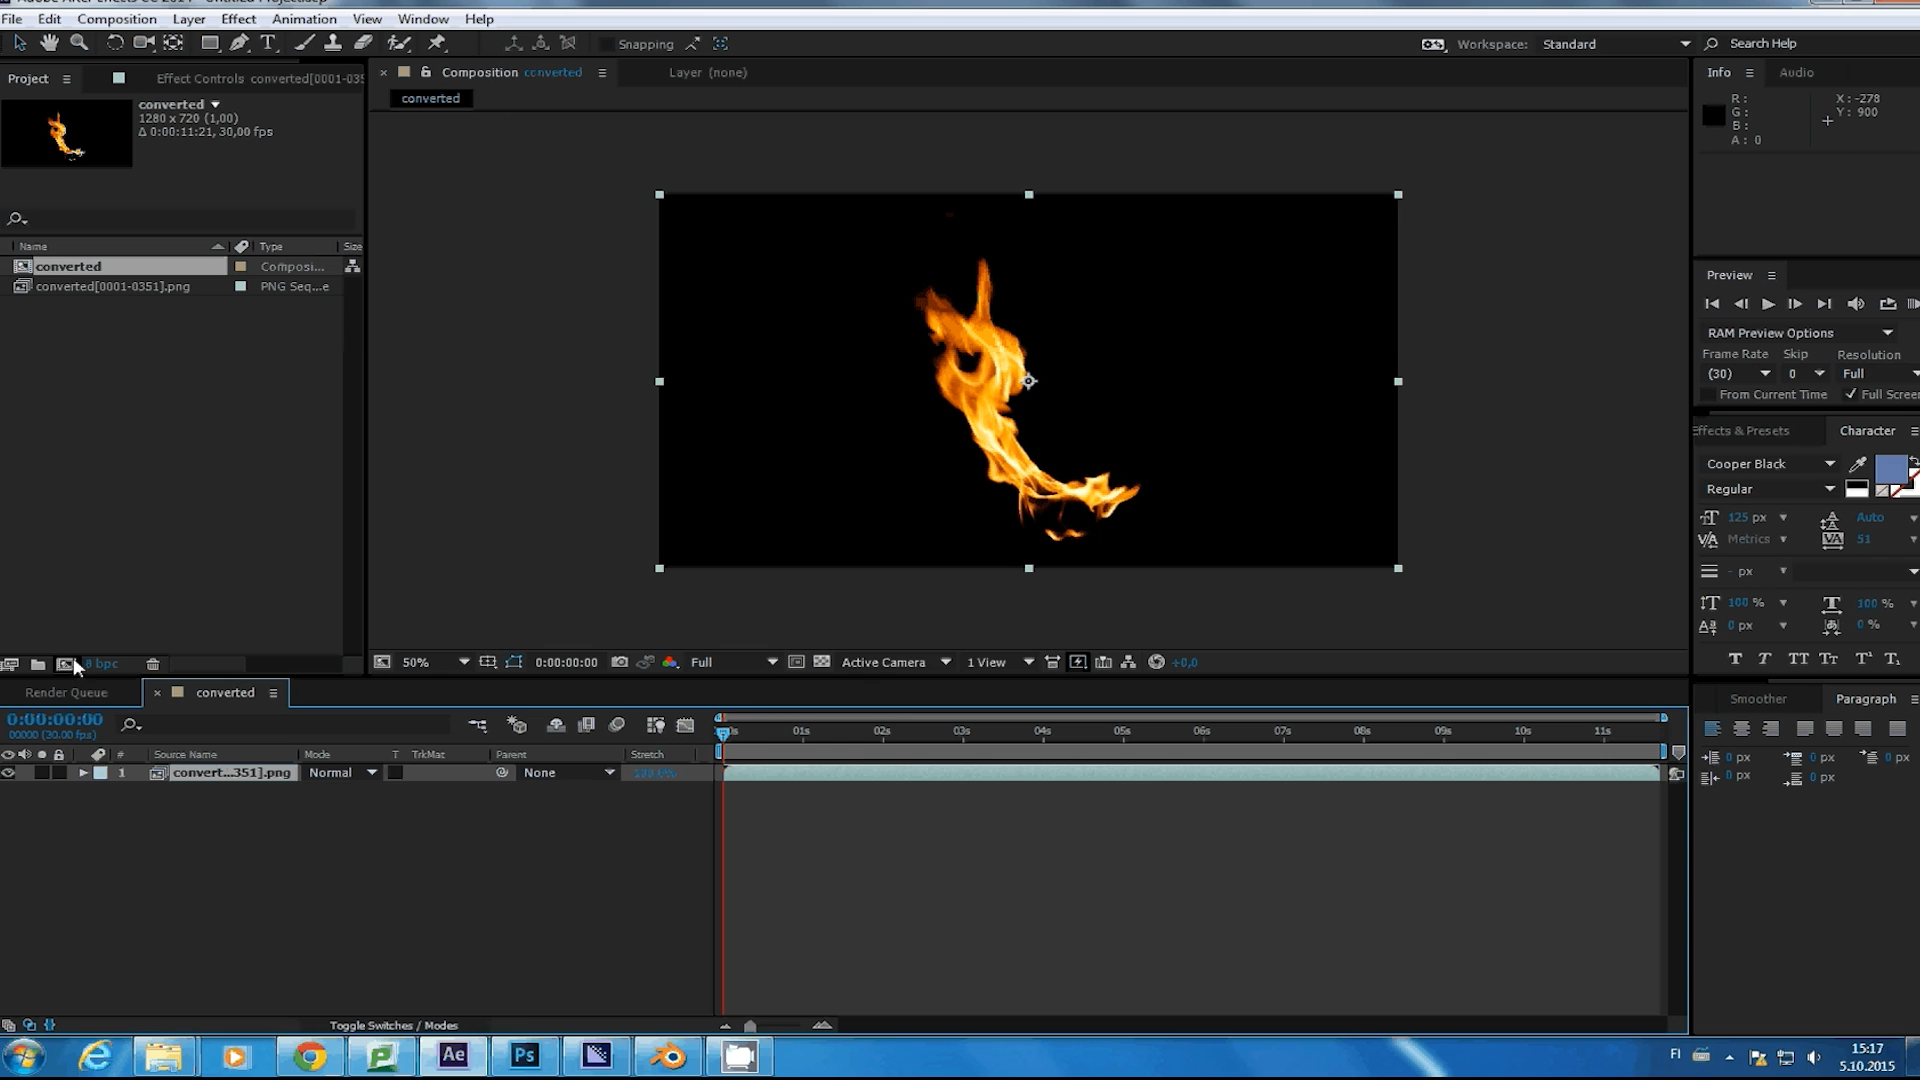 File Edit Composition Layer Effect Animation View Window Help
Snapping
Workspace: Standard
Search Help
Project
Effect Controls converted[0001-035
Composition converted
Layer (none)
Info
Audio
converted
converted
1280 x 720 (1,00)
Δ 0:00:11:21, 30,00 fps
R :
G :
B :
A : 0
X : -278
Y : 900
Name
Type
Size
converted
Composi...
converted[0001-0351].png
PNG Seq...e
Preview
RAM Preview Options
Frame Rate Skip Resolution
(30) 0 Full
From Current Time
Full Screen
Effects & Presets
Character
Cooper Black
Regular
125 px
Auto
Metrics
51
- px
100 %
100 %
0 px
0 %
8 bpc
50%
0:00:00:00
Full
Active Camera
1 View
+0,0
Render Queue
converted
Smoother
Paragraph
0:00:00:00
00000 (30.00 fps)
01s 02s 03s 04s 05s 06s 07s 08s 09s 10s 11s
# Source Name Mode T TrkMat Parent Stretch
1 convert...351].png Normal None 100,0%
0 px 0 px 0 px
0 px 0 px
Toggle Switches / Modes
Ae
Ps
FI
15:17
5.10.2015